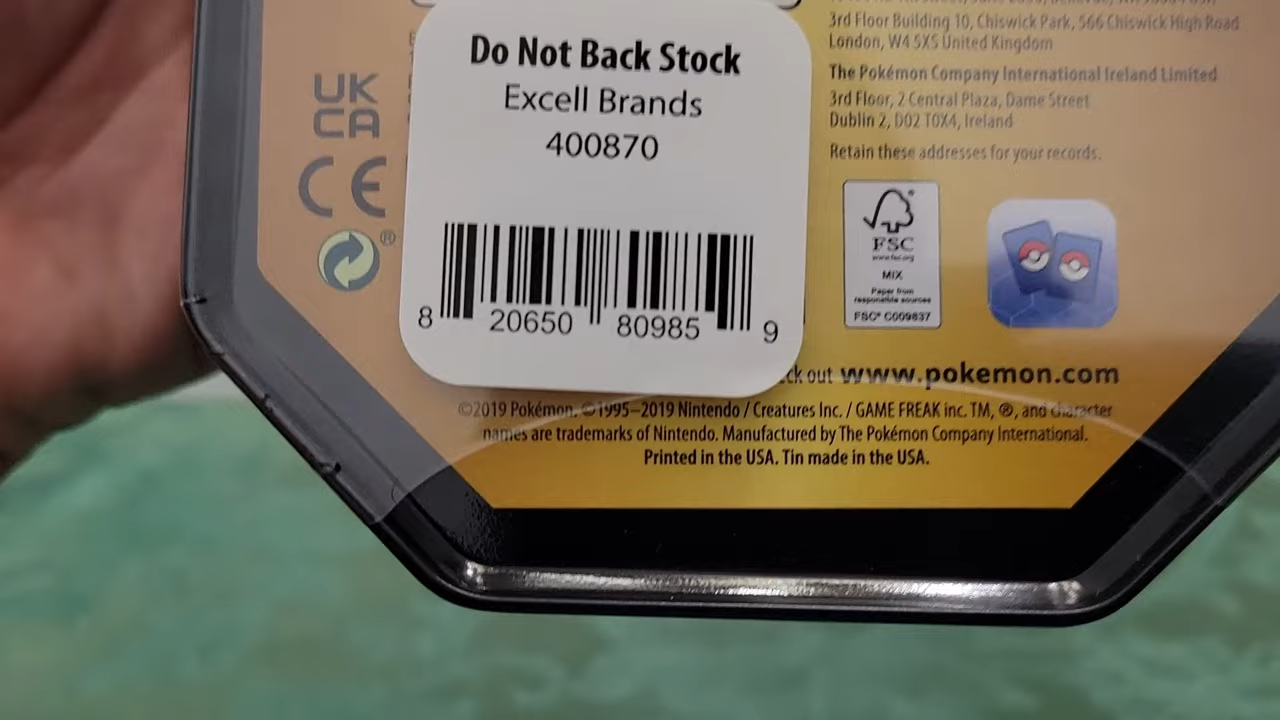 Do Not Back Stock
Excell Brands
400870
8 20650 80985 9
UK
CA
CE
®
3rd Floor Building 10, Chiswick Park, 566 Chiswick High Road
London, W4 5XS United Kingdom
The Pokémon Company International Ireland Limited
3rd Floor, 2 Central Plaza, Dame Street
Dublin 2, D02 T0X4, Ireland
Retain these addresses for your records.
FSC
www.fsc.org
MIX
Paper from
responsible sources
FSC® C009837
out www.pokemon.com
©2019 Pokémon. ©1995–2019 Nintendo / Creatures Inc. / GAME FREAK inc. TM, ®, and character
names are trademarks of Nintendo. Manufactured by The Pokémon Company International.
Printed in the USA. Tin made in the USA.